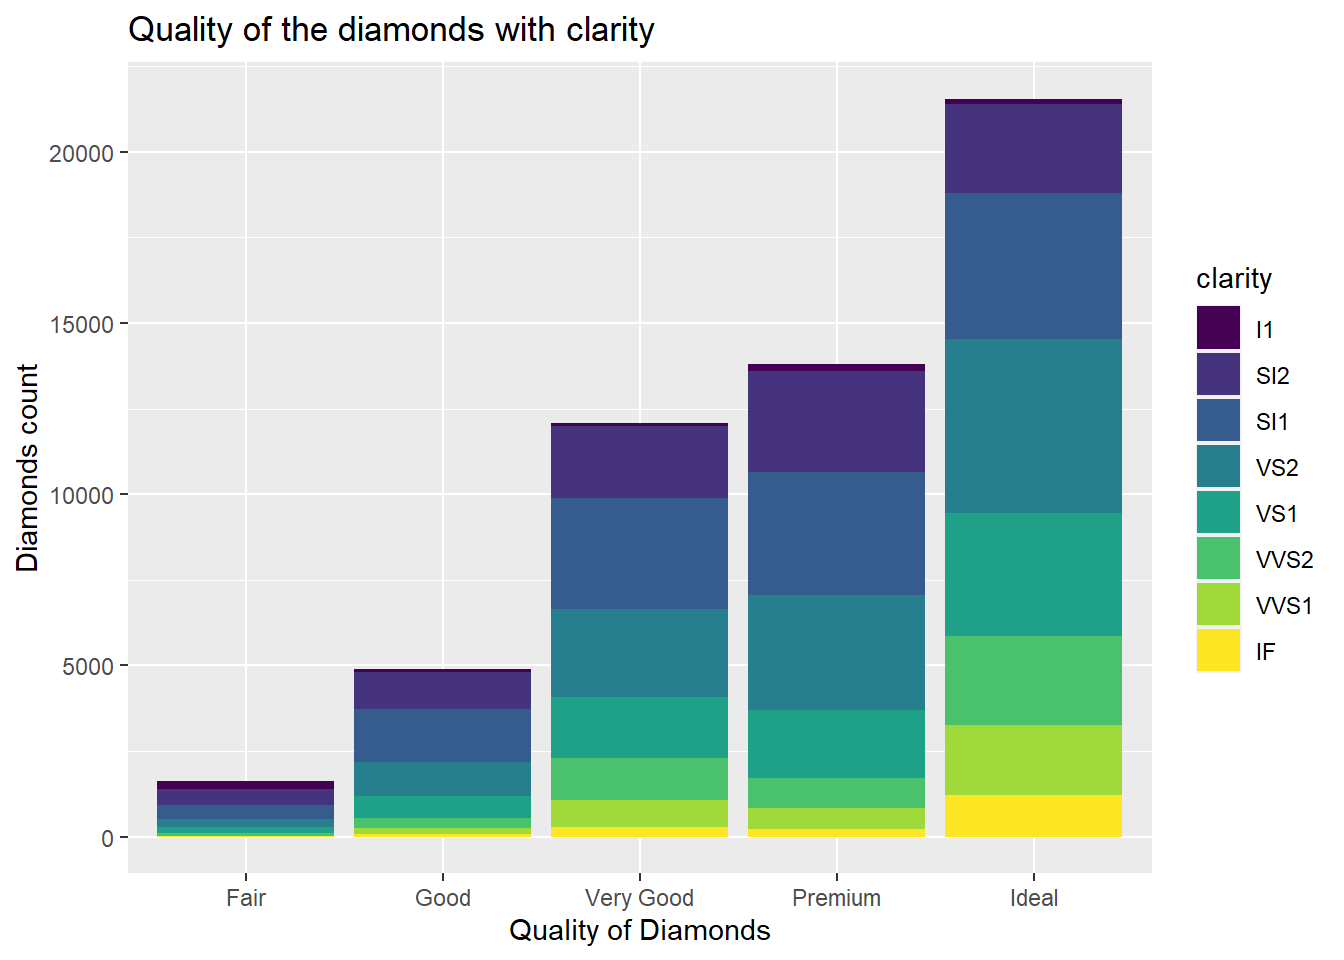 Quality of the diamonds with clarity
Diamonds count
20000
15000
10000
5000
0
Fair
Good
Very Good
Premium
Ideal
Quality of Diamonds
clarity
I1
SI2
SI1
VS2
VS1
VVS2
VVS1
IF